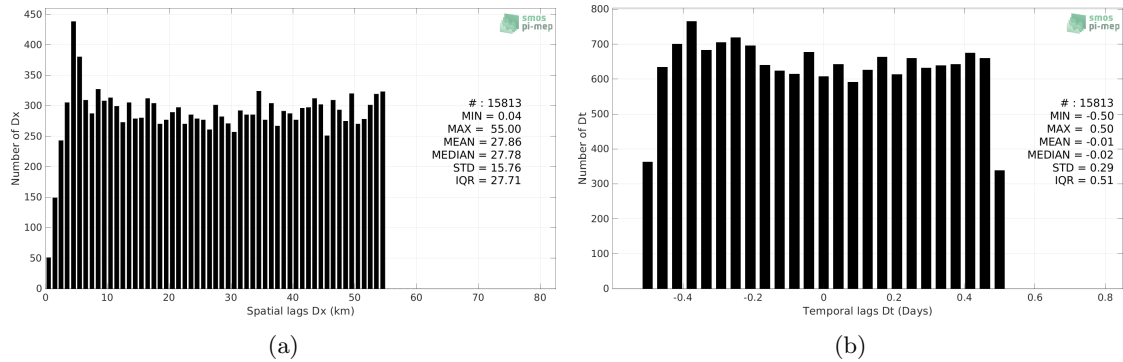 smos
pi-mep
450
400
350
300
250
200
150
100
50
0
Number of Dx
# : 15813
MIN = 0.04
MAX = 55.00
MEAN = 27.86
MEDIAN = 27.78
STD = 15.76
IQR = 27.71
0 10 20 30 40 50 60 70 80
Spatial lags Dx (km)
(a)
smos
pi-mep
800
700
600
500
400
300
200
100
0
Number of Dt
# : 15813
MIN = -0.50
MAX = 0.50
MEAN = -0.01
MEDIAN = -0.02
STD = 0.29
IQR = 0.51
-0.4 -0.2 0 0.2 0.4 0.6 0.8
Temporal lags Dt (Days)
(b)